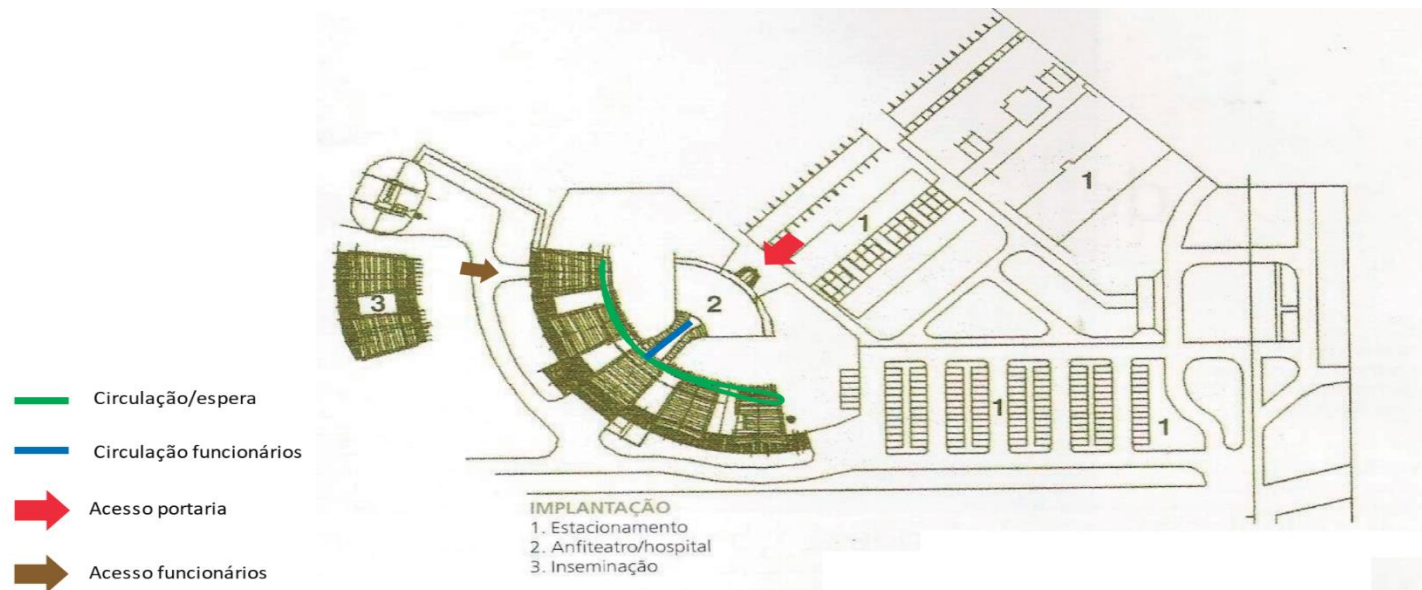 1
1
2
3
Circulação/espera
Circulação funcionários
Acesso portaria
Acesso funcionários
1
1
IMPLANTAÇÃO
1. Estacionamento
2. Anfiteatro/hospital
3. Inseminação